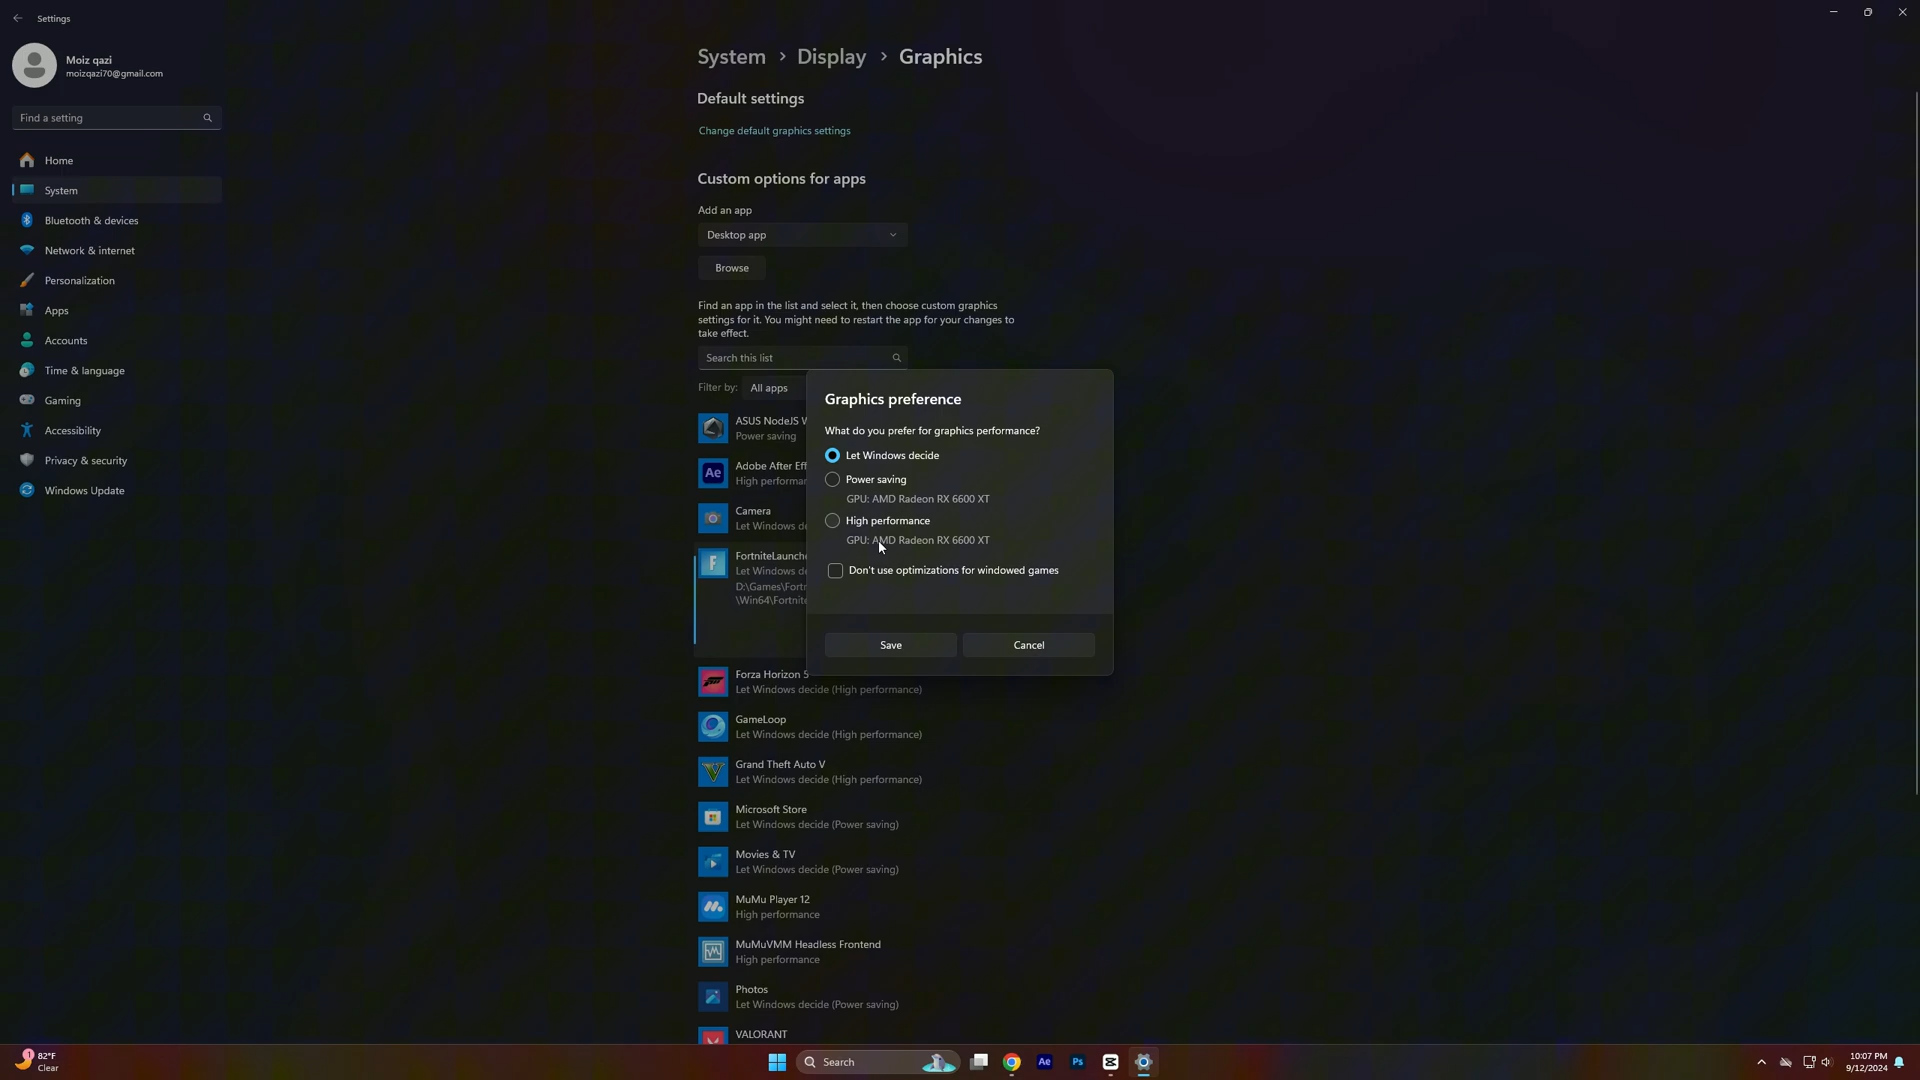 Settings
Moiz qazi
moizqazi70@gmail.com
Find a setting
Home
System
Bluetooth & devices
Network & internet
Personalization
Apps
Accounts
Time & language
Gaming
Accessibility
Privacy & security
Windows Update
System > Display > Graphics
Default settings
Change default graphics settings
Custom options for apps
Add an app
Desktop app
Browse
Find an app in the list and select it, then choose custom graphics
settings for it. You might need to restart the app for your changes to
take effect.
Search this list
Filter by: All apps
ASUS NodeJS W
Power saving
Adobe After Eff
High performan
Camera
Let Windows de
FortniteLaunche
Let Windows de
D:\Games\Fortn
\Win64\Fortnite
Forza Horizon 5
Let Windows decide (High performance)
GameLoop
Let Windows decide (High performance)
Grand Theft Auto V
Let Windows decide (High performance)
Microsoft Store
Let Windows decide (Power saving)
Movies & TV
Let Windows decide (Power saving)
MuMu Player 12
High performance
MuMuVMM Headless Frontend
High performance
Photos
Let Windows decide (Power saving)
VALORANT
Graphics preference
What do you prefer for graphics performance?
Let Windows decide
Power saving
GPU: AMD Radeon RX 6600 XT
High performance
GPU: AMD Radeon RX 6600 XT
Don't use optimizations for windowed games
Save
Cancel
1
82°F
Clear
Search
Ae
Ps
10:07 PM
9/12/2024